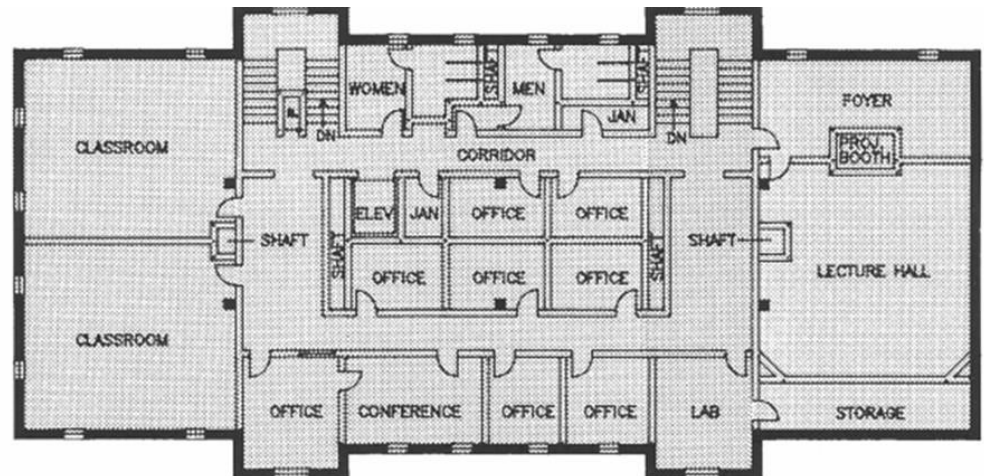 WOMEN
SHAFT
MEN
SHAFT
JAN
DN
DN
FOYER
PROJ.
BOOTH
CLASSROOM
CORRIDOR
ELEV
JAN
OFFICE
OFFICE
SHAFT
SHAFT
SHAFT
SHAFT
OFFICE
OFFICE
OFFICE
LECTURE HALL
CLASSROOM
OFFICE
CONFERENCE
OFFICE
OFFICE
LAB
STORAGE